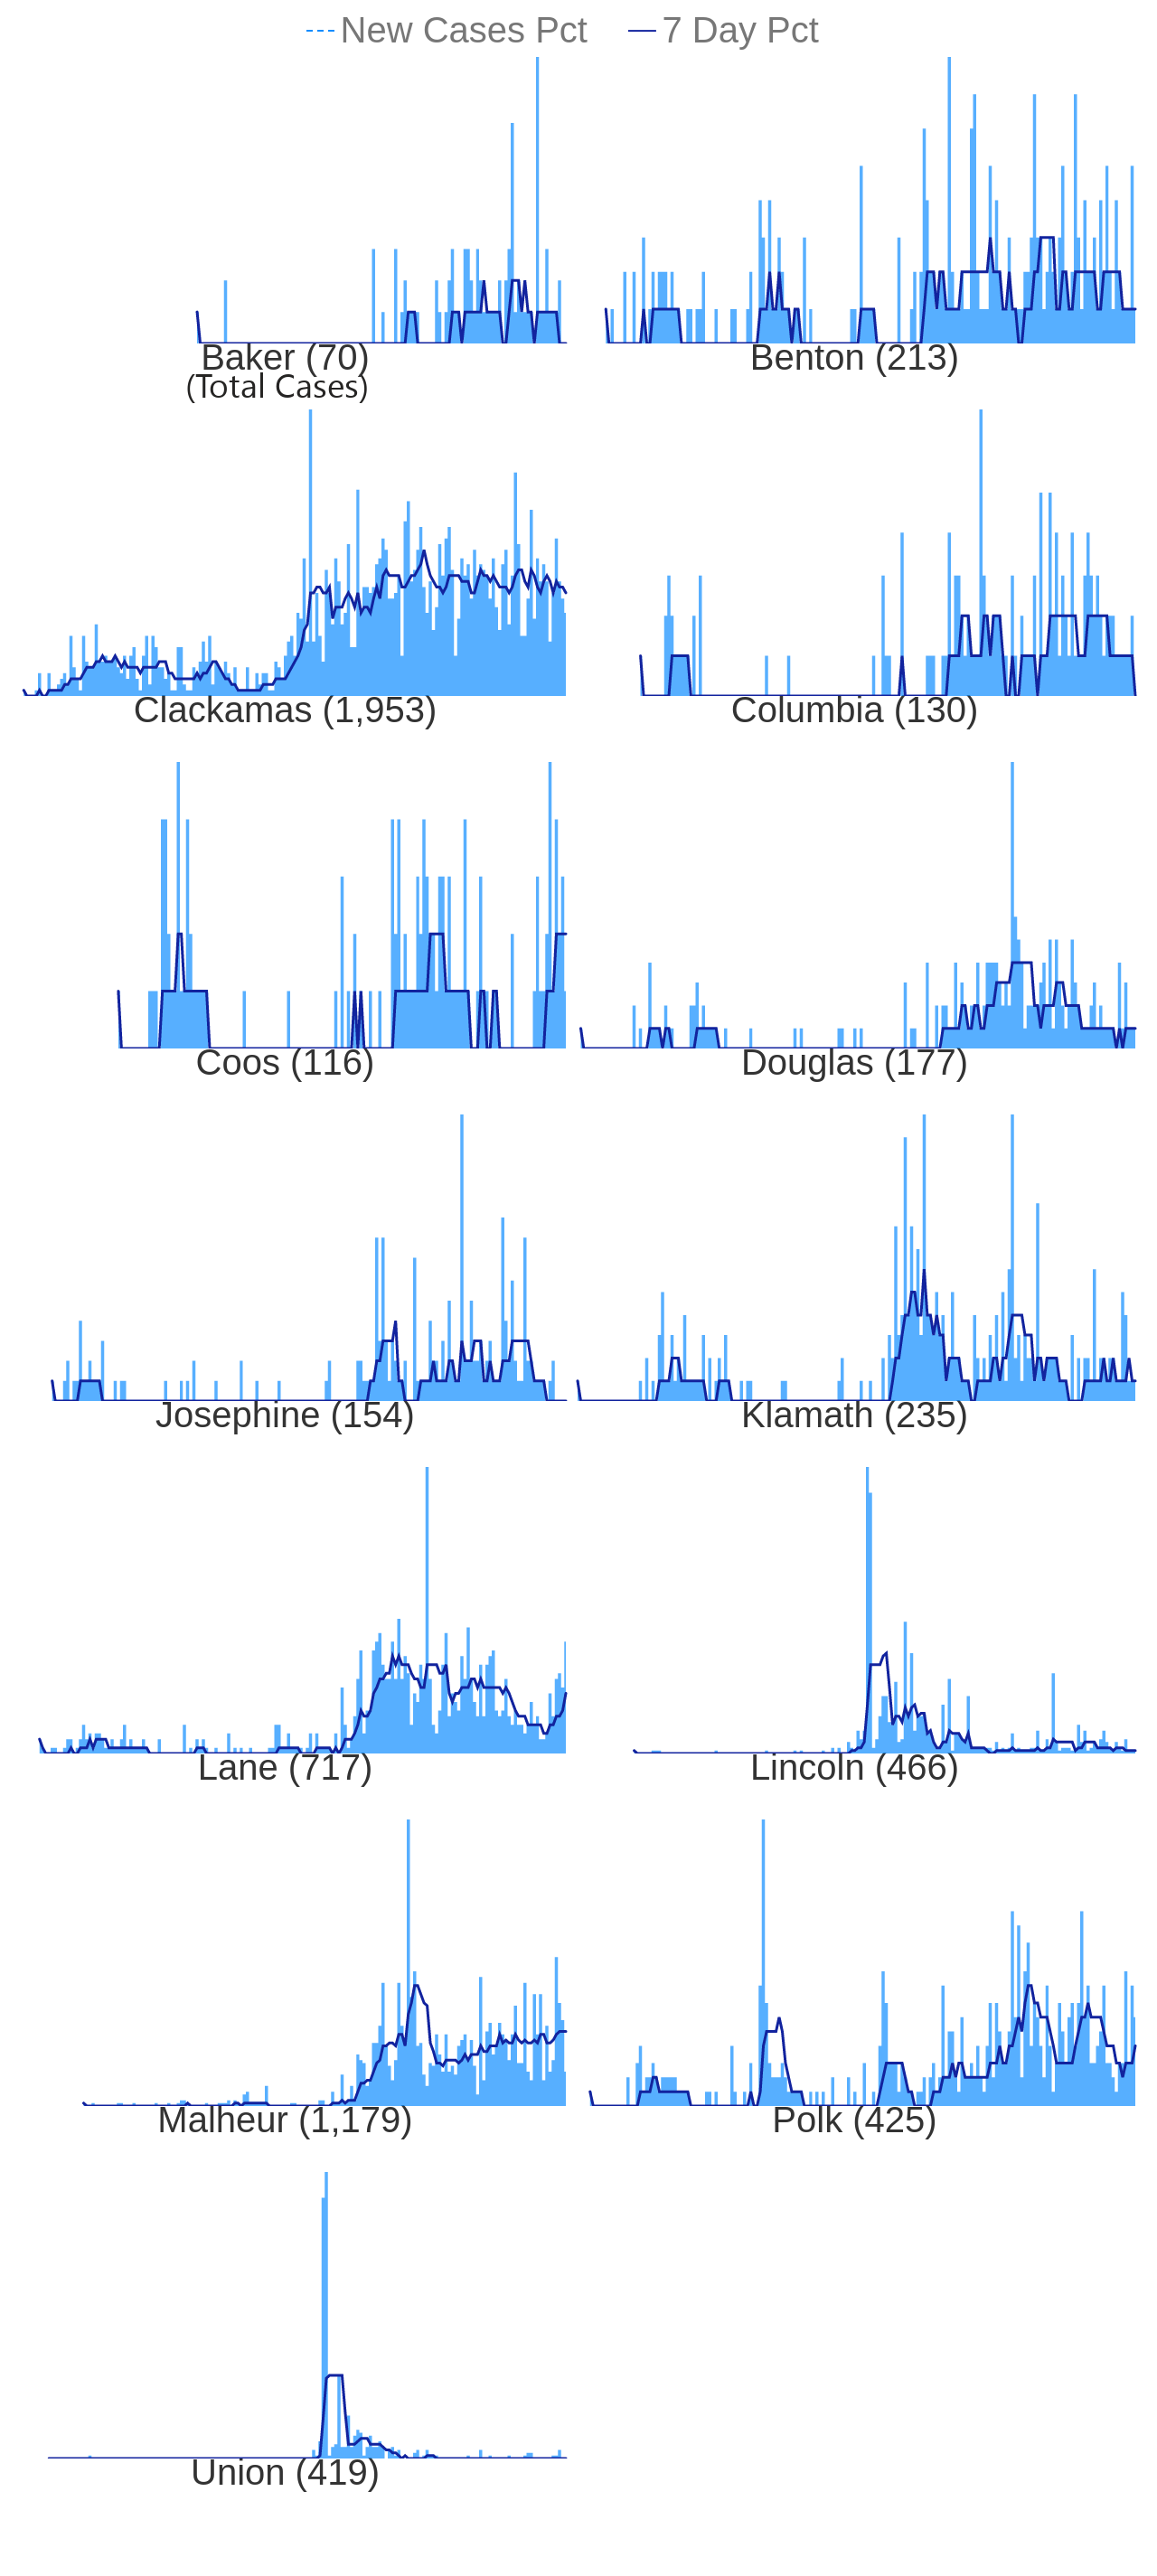 New Cases Pct 7 Day Pct
Baker (70) Benton (213)
(Total Cases)
Clackamas (1,953) Columbia (130)
Coos (116) Douglas (177)
Josephine (154) Klamath (235)
Lane (717) Lincoln (466)
Malheur (1,179) Polk (425)
Union (419)